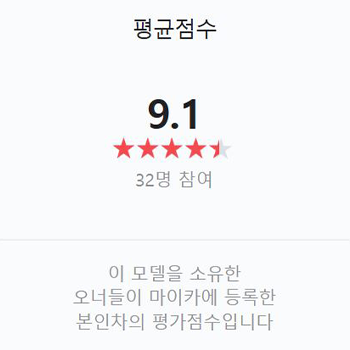 평균점수
9.1
32명 참여
이 모델을 소유한
오너들이 마이카에 등록한
본인차의 평가점수입니다